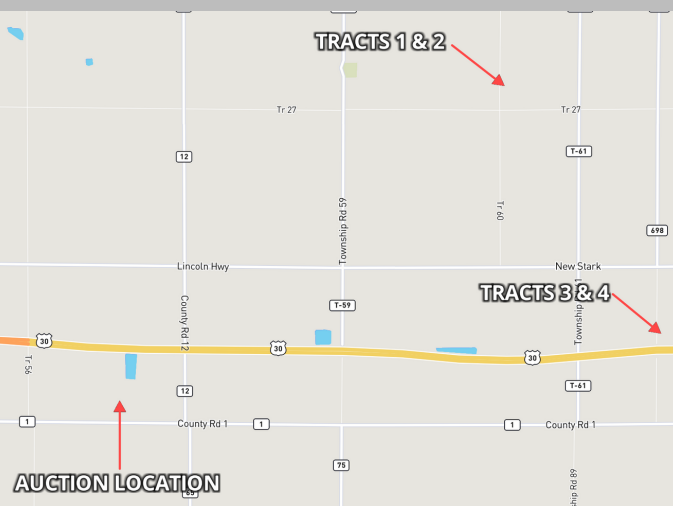 TRACTS 1 & 2
Tr 27
Tr 27
12
T-61
Township Rd 59
Tr 60
698
Lincoln Hwy
New Stark
TRACTS 3 & 4
County Rd 12
T-59
30
30
30
Tr 56
12
T-61
1
County Rd 1
1
1
County Rd 1
75
AUCTION LOCATION
65